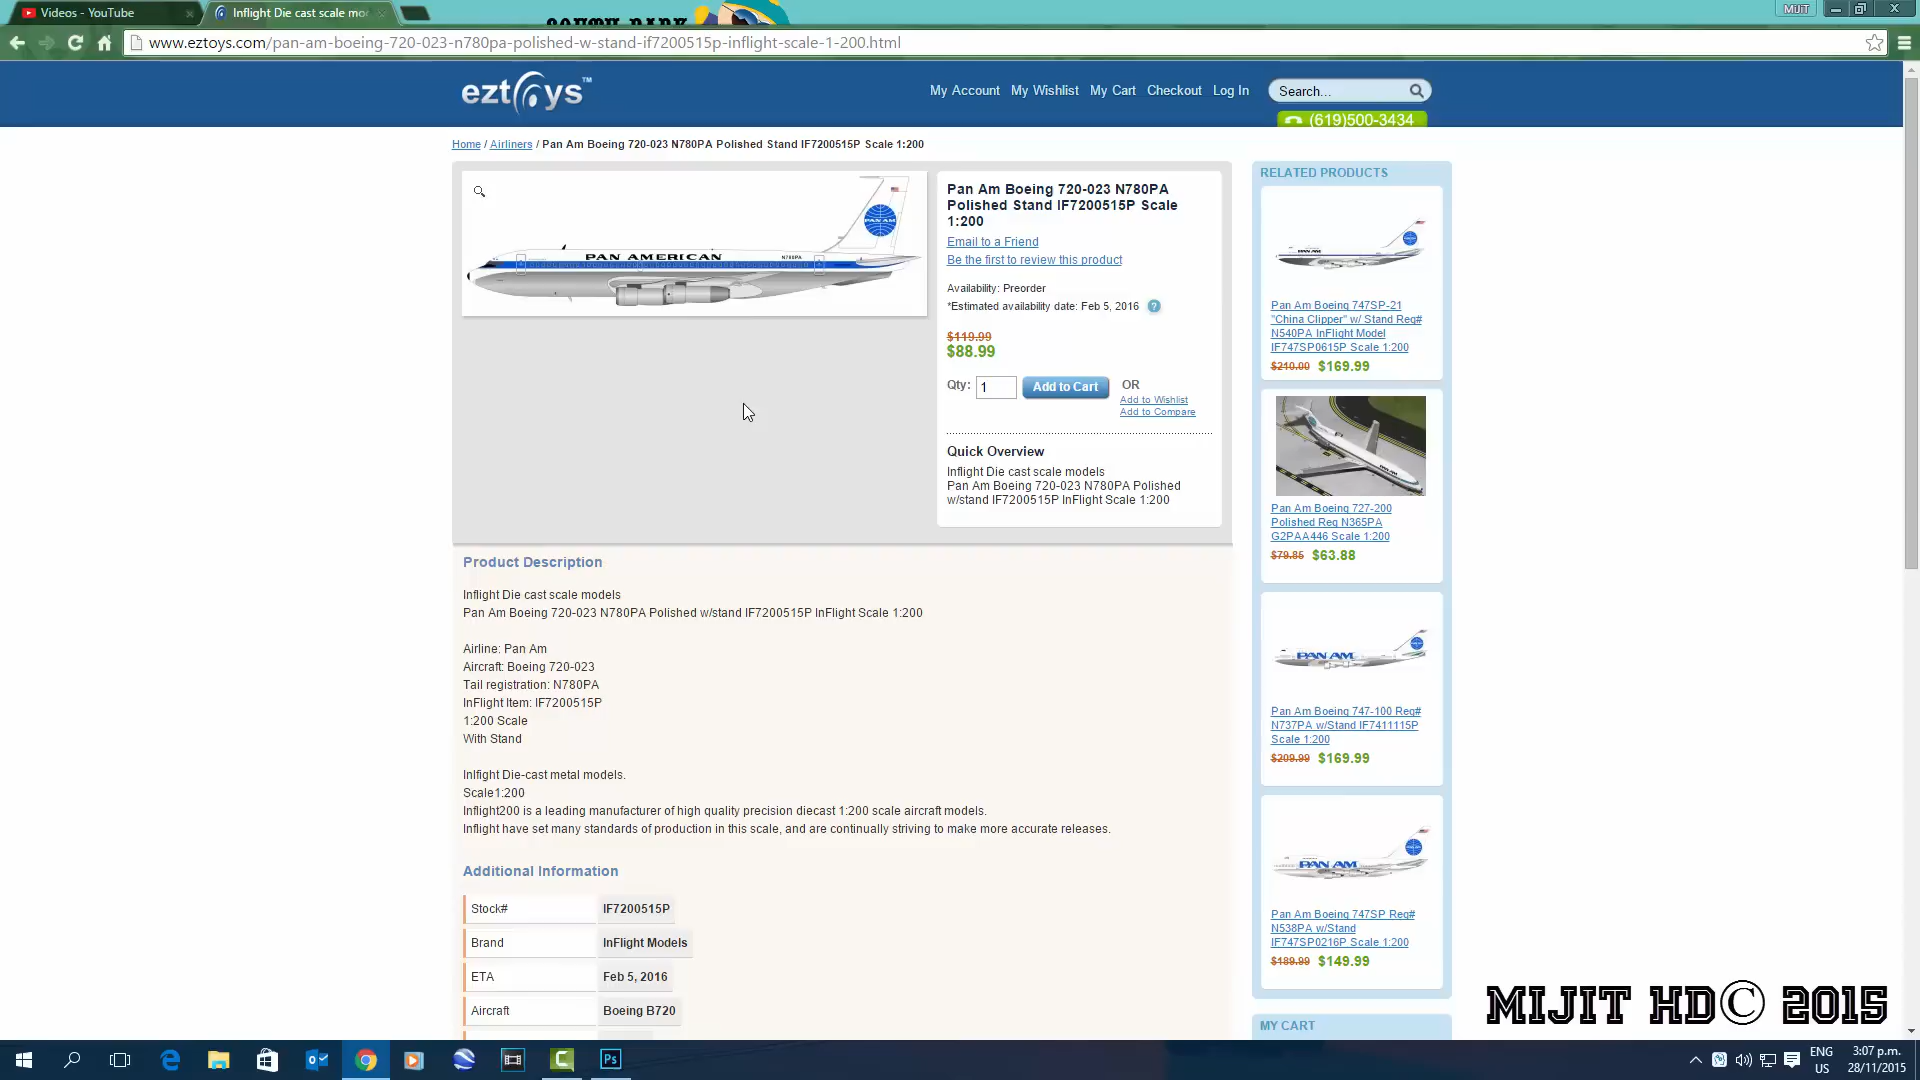 Videos - YouTube
Inflight Die cast scale mo
MIJIT
www.eztoys.com/pan-am-boeing-720-023-n780pa-polished-w-stand-if7200515p-inflight-scale-1-200.html
eztoys™
My Account My Wishlist My Cart Checkout Log In
Search...
(619)500-3434
Home / Airliners / Pan Am Boeing 720-023 N780PA Polished Stand IF7200515P Scale 1:200
PAN AMERICAN
N780PA
PAN AM
Pan Am Boeing 720-023 N780PA
Polished Stand IF7200515P Scale
1:200
Email to a Friend
Be the first to review this product
Availability: Preorder
*Estimated availability date: Feb 5, 2016 ?
$119.99
$88.99
Qty: 1 Add to Cart OR
Add to Wishlist
Add to Compare
Quick Overview
Inflight Die cast scale models
Pan Am Boeing 720-023 N780PA Polished
w/stand IF7200515P InFlight Scale 1:200
Product Description
Inflight Die cast scale models
Pan Am Boeing 720-023 N780PA Polished w/stand IF7200515P InFlight Scale 1:200
Airline: Pan Am
Aircraft: Boeing 720-023
Tail registration: N780PA
InFlight Item: IF7200515P
1:200 Scale
With Stand
Inlfight Die-cast metal models.
Scale1:200
Inflight200 is a leading manufacturer of high quality precision diecast 1:200 scale aircraft models.
Inflight have set many standards of production in this scale, and are continually striving to make more accurate releases.
Additional Information
Stock# IF7200515P
Brand InFlight Models
ETA Feb 5, 2016
Aircraft Boeing B720
RELATED PRODUCTS
PAN AM
Pan Am Boeing 747SP-21
"China Clipper" w/ Stand Reg#
N540PA InFlight Model
IF747SP0615P Scale 1:200
$210.00 $169.99
Pan Am Boeing 727-200
Polished Reg N365PA
G2PAA446 Scale 1:200
$79.85 $63.88
PAN AM
Pan Am Boeing 747-100 Reg#
N737PA w/Stand IF7411115P
Scale 1:200
$209.99 $169.99
PAN AM
Pan Am Boeing 747SP Reg#
N538PA w/Stand
IF747SP0216P Scale 1:200
$189.99 $149.99
MY CART
MIJIT HD© 2015
Ps
ENG
US
3:07 p.m.
28/11/2015